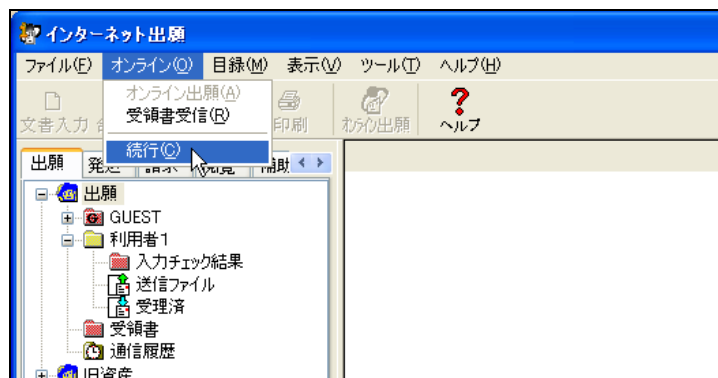 インターネット出願
ファイル(F) オンライン(O) 目録(M) 表示(V) ツール(T) ヘルプ(H)
オンライン出願(A)
受領書受信(R)
続行(C)
文書入力 印刷 オンライン出願 ヘルプ
出願
出願
GUEST
利用者1
入力チェック結果
送信ファイル
受理済
受領書
通信履歴
旧資産